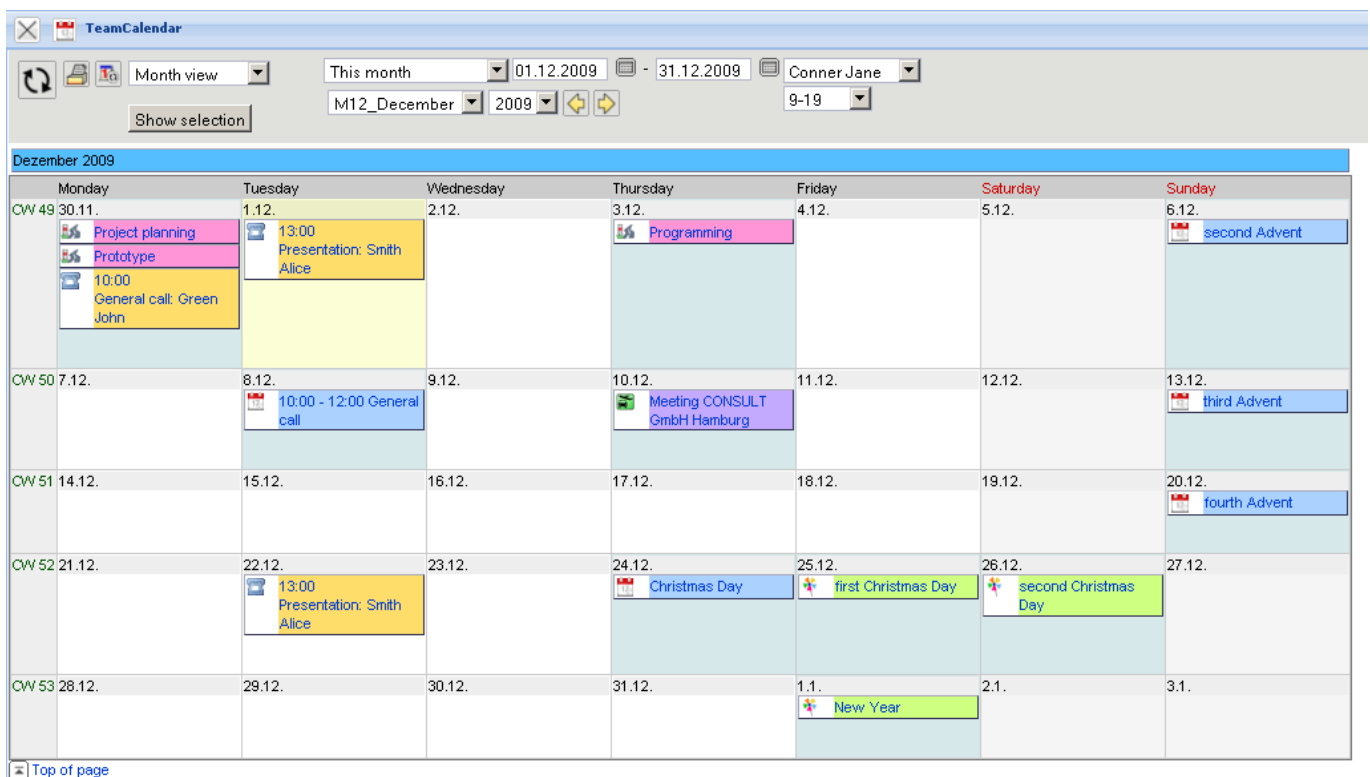 TeamCalendar
Month view
This month
01.12.2009
-
31.12.2009
Conner Jane
M12_December
2009
9-19
Show selection
Dezember 2009
Monday
Tuesday
Wednesday
Thursday
Friday
Saturday
Sunday
CW 49
30.11.
Project planning
Prototype
10:00
General call: Green
John
1.12.
13:00
Presentation: Smith
Alice
2.12.
3.12.
Programming
4.12.
5.12.
6.12.
second Advent
CW 50
7.12.
8.12.
10:00 - 12:00 General
call
9.12.
10.12.
Meeting CONSULT
GmbH Hamburg
11.12.
12.12.
13.12.
third Advent
CW 51
14.12.
15.12.
16.12.
17.12.
18.12.
19.12.
20.12.
fourth Advent
CW 52
21.12.
22.12.
13:00
Presentation: Smith
Alice
23.12.
24.12.
Christmas Day
25.12.
first Christmas Day
26.12.
second Christmas
Day
27.12.
CW 53
28.12.
29.12.
30.12.
31.12.
1.1.
New Year
2.1.
3.1.
Top of page